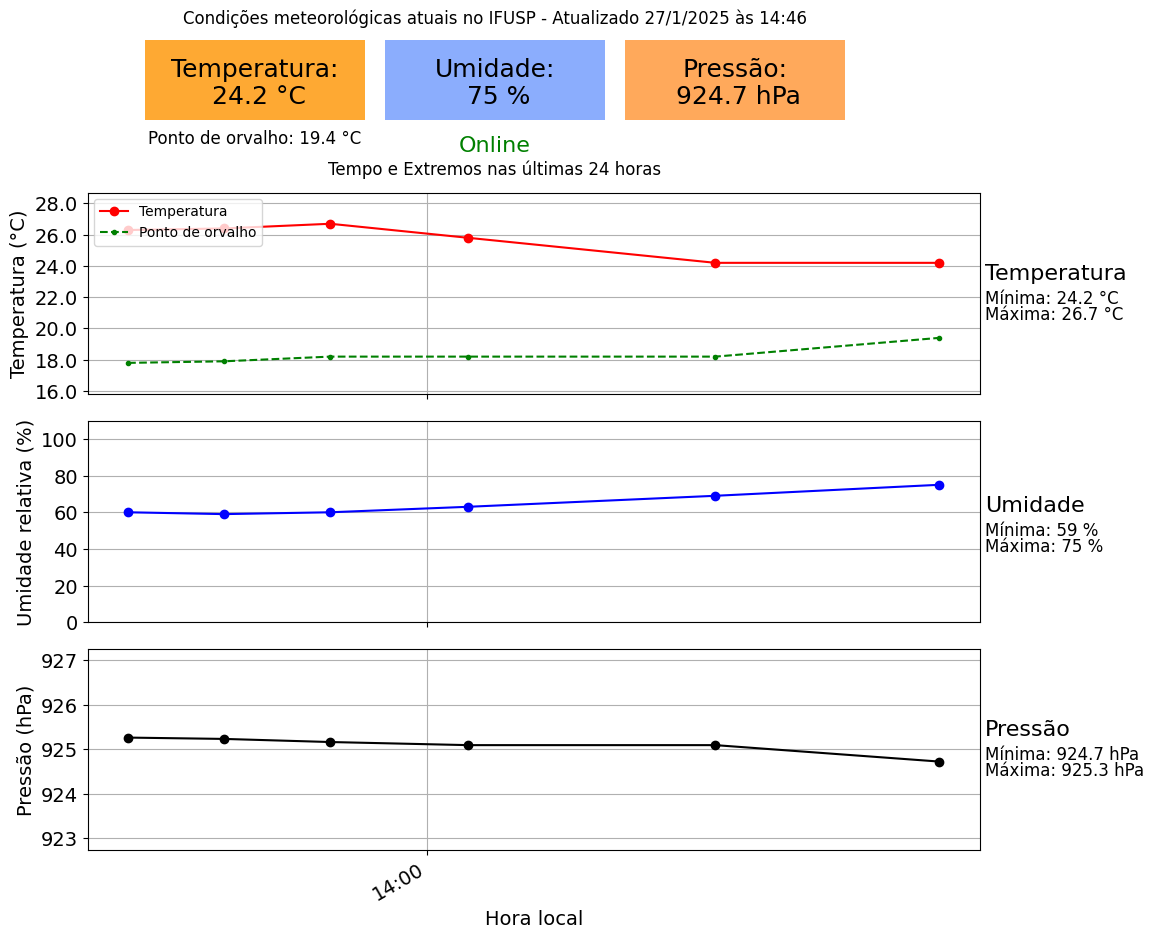 Condições meteorológicas atuais no IFUSP - Atualizado 27/1/2025 às 14:46
Temperatura:
24.2 °C
Umidade:
75 %
Pressão:
924.7 hPa
Ponto de orvalho: 19.4 °C
Online
Tempo e Extremos nas últimas 24 horas
Temperatura (°C)
28.0
26.0
24.0
22.0
20.0
18.0
16.0
Temperatura
Ponto de orvalho
Temperatura
Mínima: 24.2 °C
Máxima: 26.7 °C
Umidade relativa (%)
100
80
60
40
20
0
Umidade
Mínima: 59 %
Máxima: 75 %
Pressão (hPa)
927
926
925
924
923
Pressão
Mínima: 924.7 hPa
Máxima: 925.3 hPa
14:00
Hora local